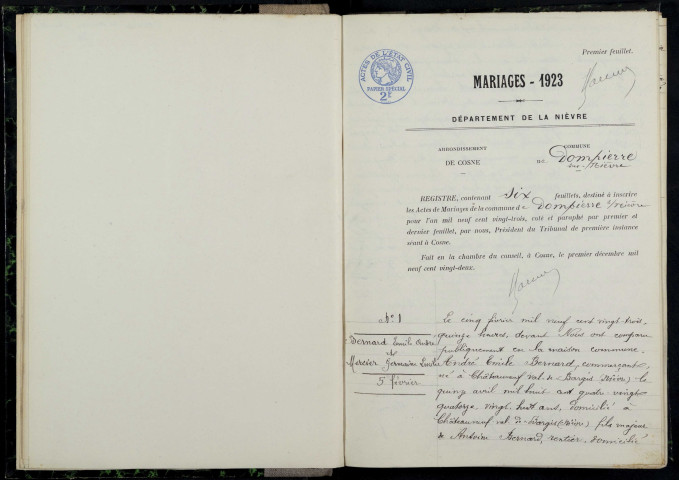 Premier feuillet.
ACTES DE L'ÉTAT CIVIL
PAPIER SPÉCIAL
2F
MARIAGES - 1923
DÉPARTEMENT DE LA NIÈVRE
ARRONDISSEMENT
DE COSNE
COMMUNE
DE Dompierre
sur-Nièvre
REGISTRE, contenant Six feuillets, destiné à inscrire
les Actes de Mariages de la commune de Dompierre s/Nièvre
pour l'an mil neuf cent vingt-trois, coté et paraphé par premier et
dernier feuillet, par nous, Président du Tribunal de première instance
séant à Cosne.
Fait en la chambre du conseil, à Cosne, le premier décembre mil
neuf cent vingt-deux.
N° 1
Bernard Emile André
&
Mercier Germaine
5 février
Le cinq février mil neuf cent vingt-trois,
quinze heures, devant Nous ont comparu
publiquement en la maison commune,
André Emile Bernard, commerçant,
né à Châteauneuf Val-de-Bargis (Nièvre) le
quinze avril mil huit cent quatre vingt-
quatorze, vingt-huit ans, domicilié à
Châteauneuf val-de-Bargis (Nièvre) fils majeur
de Antoine Bernard, rentier, domicilié